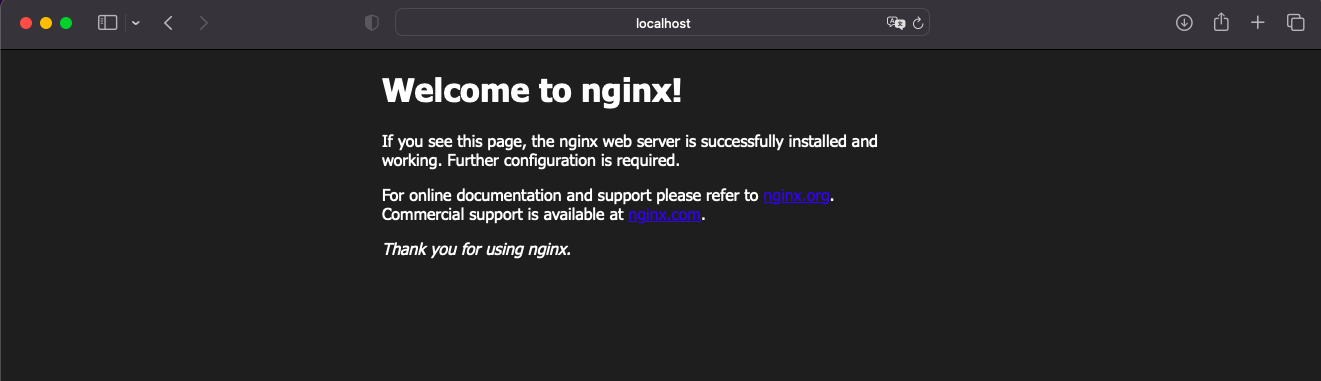 localhost
Welcome to nginx!
If you see this page, the nginx web server is successfully installed and
working. Further configuration is required.
For online documentation and support please refer to nginx.org.
Commercial support is available at nginx.com.
Thank you for using nginx.